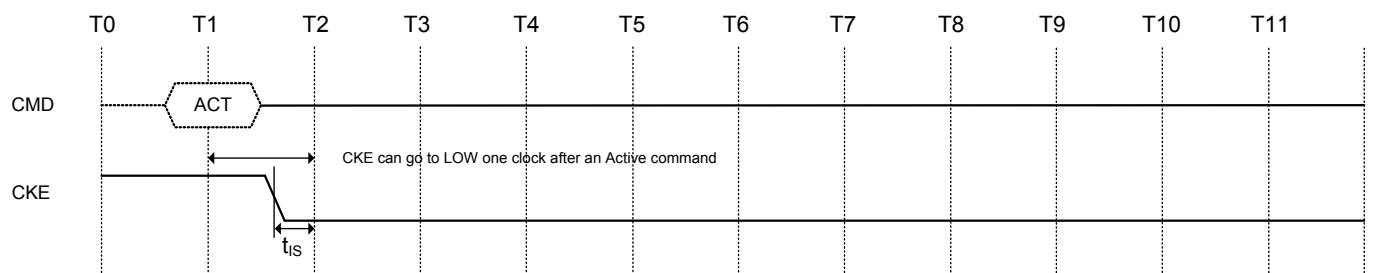 T0 T1 T2 T3 T4 T5 T6 T7 T8 T9 T10 T11
CMD ACT
CKE can go to LOW one clock after an Active command
CKE
tIS